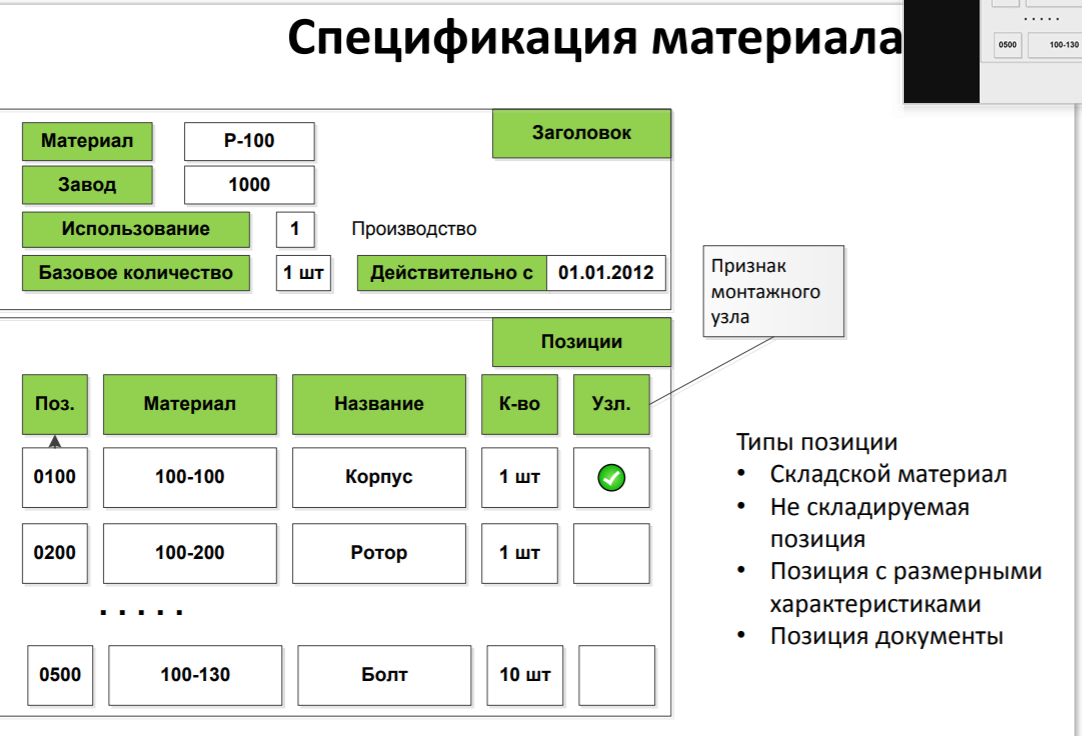 Спецификация материала
. . . . .
0500 100-130
Заголовок
Материал P-100
Завод 1000
Использование 1 Производство
Базовое количество 1 шт Действительно с 01.01.2012
Признак
монтажного
узла
Позиции
Поз. Материал Название К-во Узл.
0100 100-100 Корпус 1 шт
0200 100-200 Ротор 1 шт
. . . . .
0500 100-130 Болт 10 шт
Типы позиции
• Складской материал
• Не складируемая
позиция
• Позиция с размерными
характеристиками
• Позиция документы